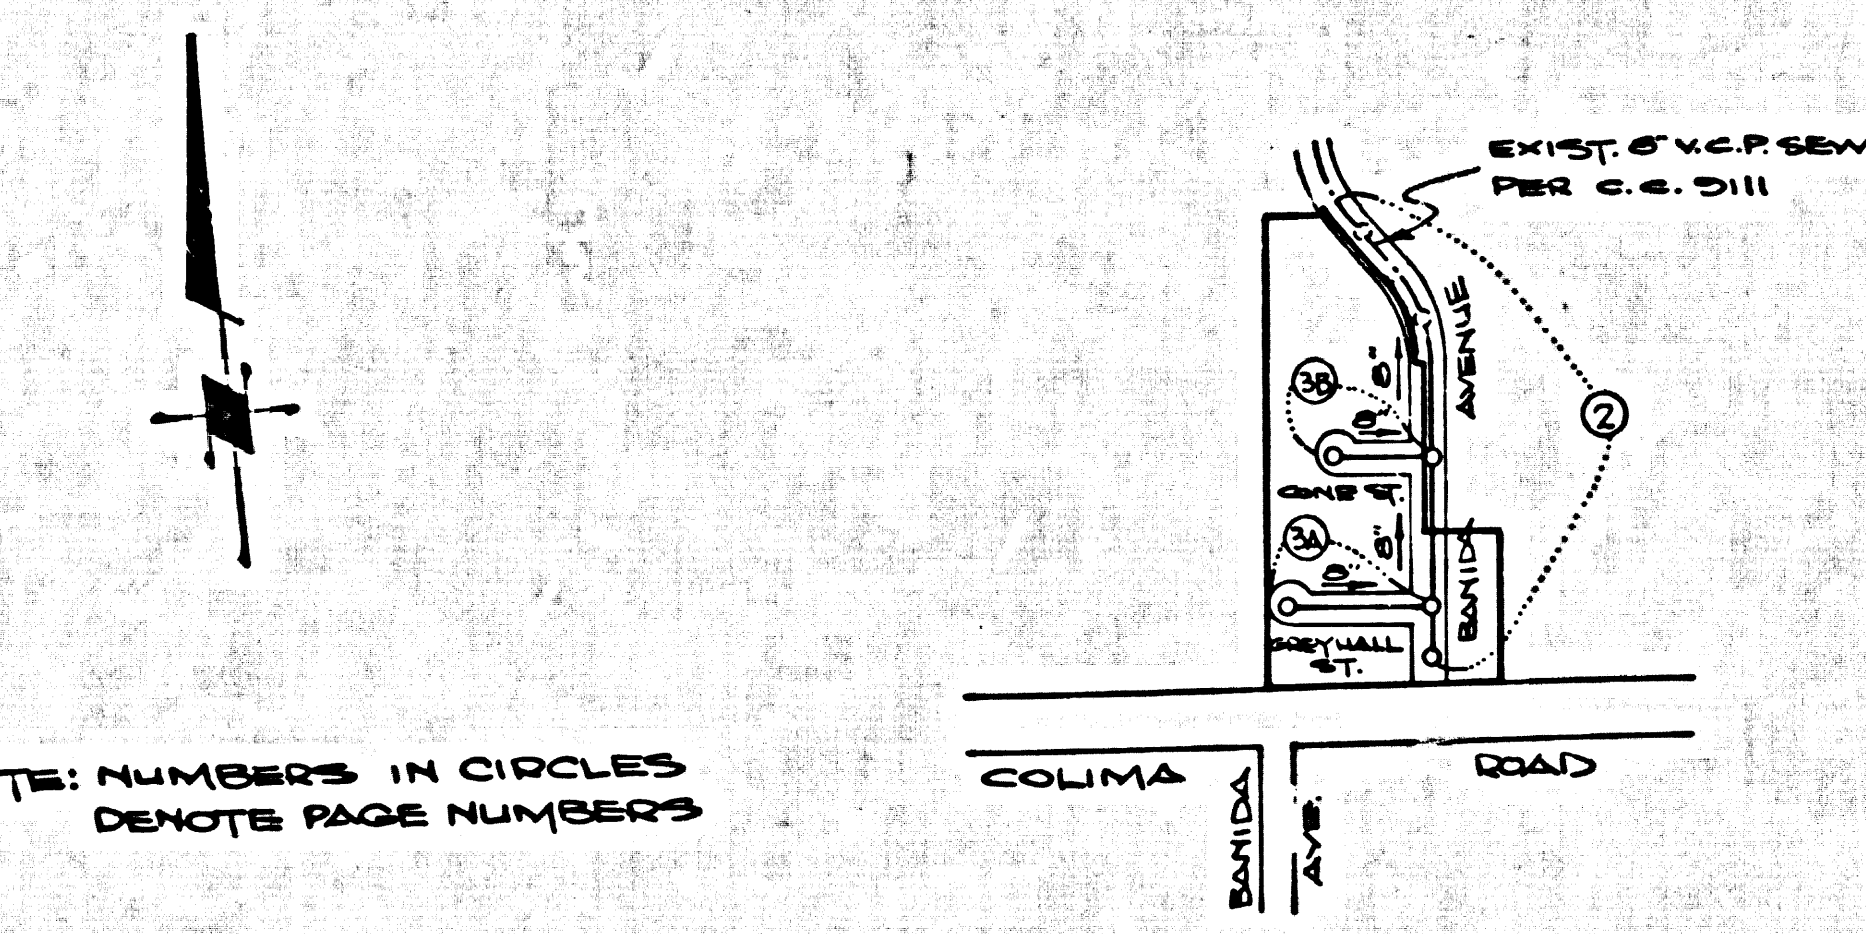 EXIST. 8" V.C.P. SEW
PER C.C. 9111
AVENUE
3B
8"
8"
2
CONE ST.
3A
8"
8"
BANIDA
GREYHALL
ST.
TE: NUMBERS IN CIRCLES
DENOTE PAGE NUMBERS
COLIMA
ROAD
BANIDA
AVE.